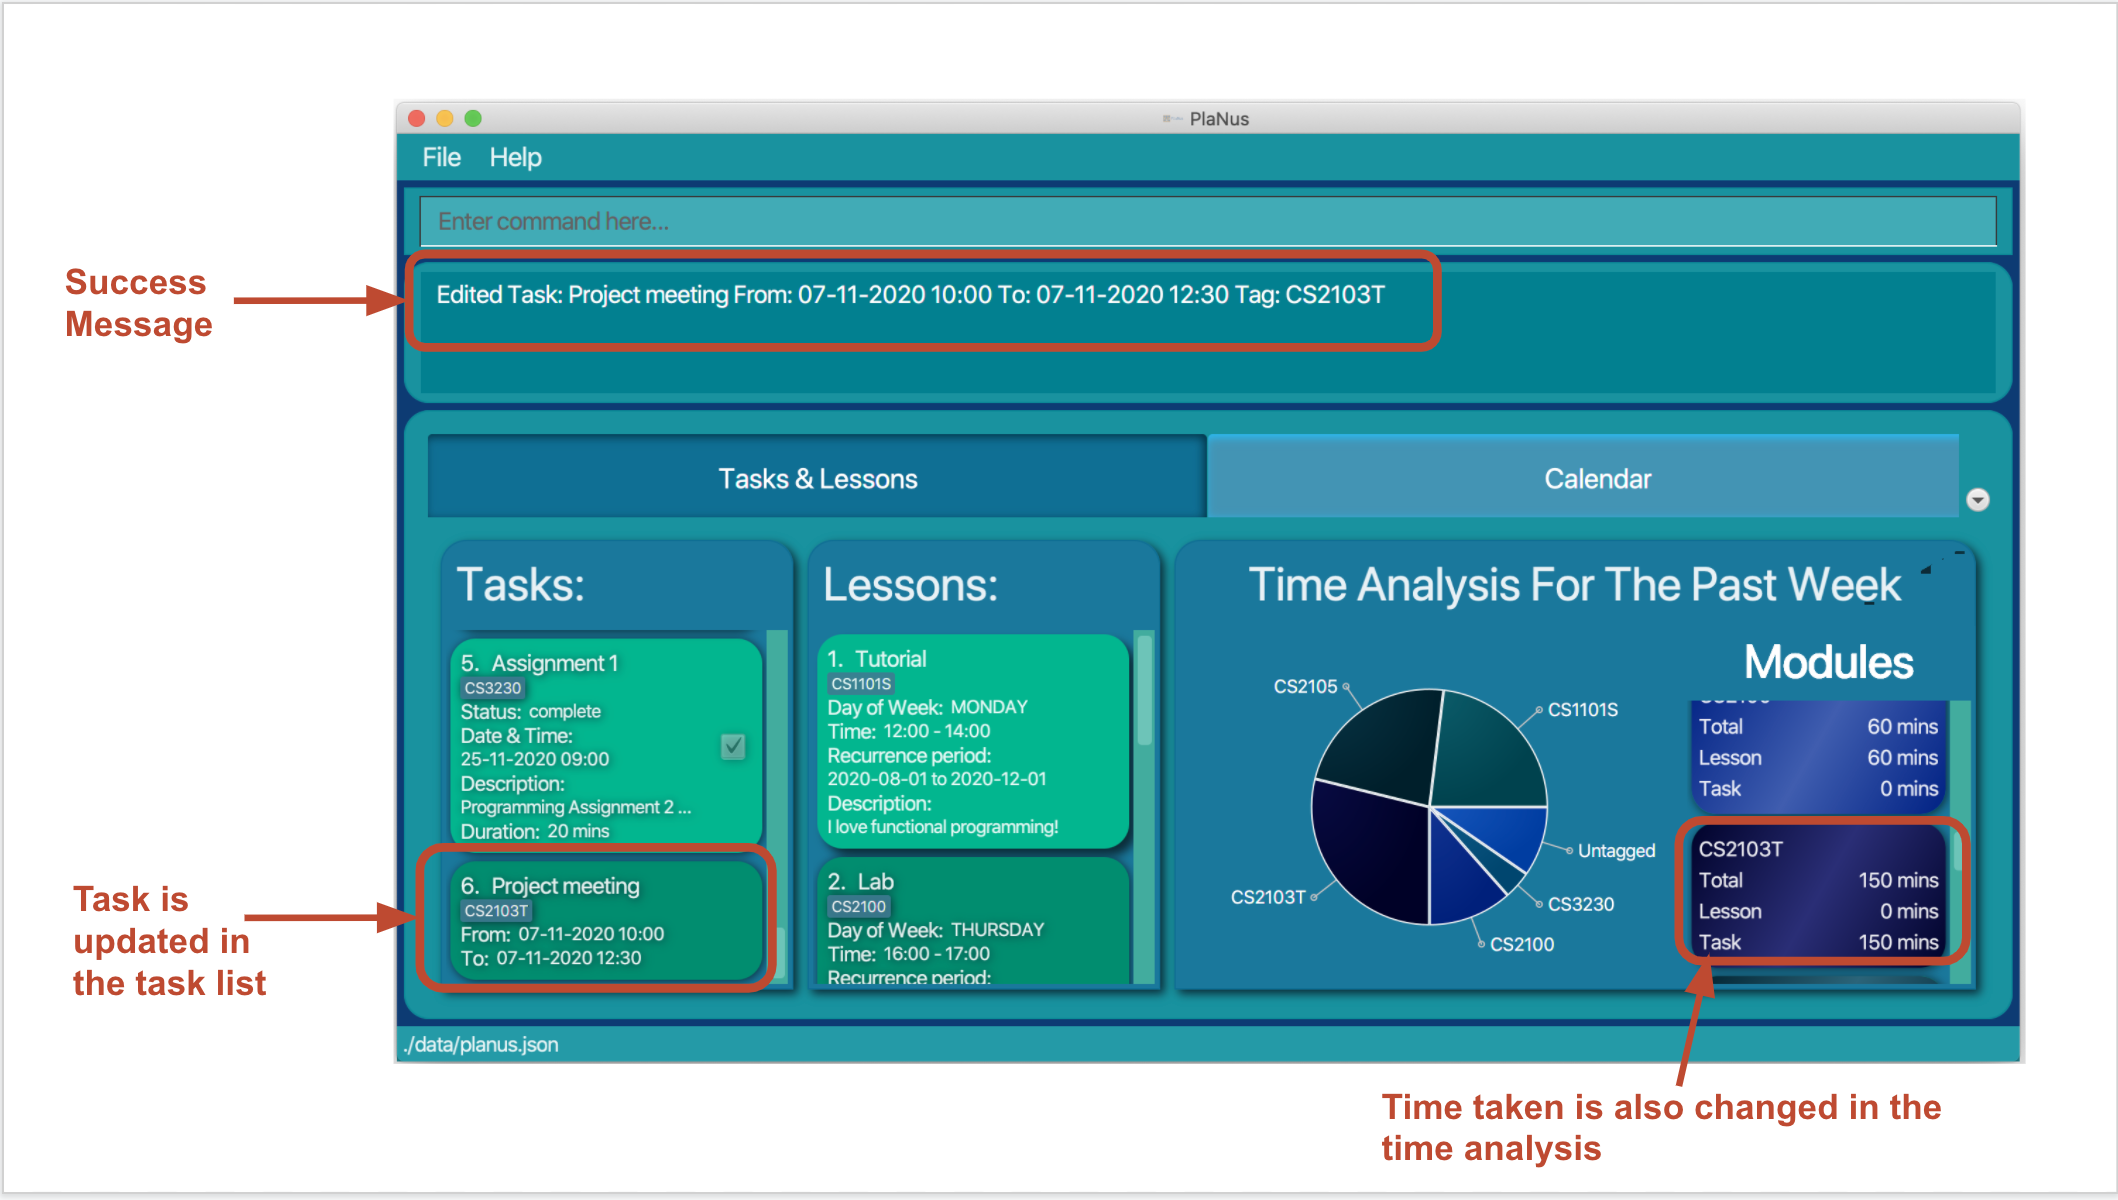 PlaNus
File Help
Enter command here...
Success
Message
Edited Task: Project meeting From: 07-11-2020 10:00 To: 07-11-2020 12:30 Tag: CS2103T
Tasks & Lessons
Calendar
Tasks:
5. Assignment 1
CS3230
Status: complete
Date & Time:
25-11-2020 09:00
Description:
Programming Assignment 2 ...
Duration: 20 mins
6. Project meeting
CS2103T
From: 07-11-2020 10:00
To: 07-11-2020 12:30
Task is
updated in
the task list
Lessons:
1. Tutorial
CS1101S
Day of Week: MONDAY
Time: 12:00 - 14:00
Recurrence period:
2020-08-01 to 2020-12-01
Description:
I love functional programming!
2. Lab
CS2100
Day of Week: THURSDAY
Time: 16:00 - 17:00
Recurrence period:
Time Analysis For The Past Week
CS2105
CS1101S
Untagged
CS3230
CS2100
CS2103T
Modules
CS2100
Total 60 mins
Lesson 60 mins
Task 0 mins
CS2103T
Total 150 mins
Lesson 0 mins
Task 150 mins
./data/planus.json
Time taken is also changed in the
time analysis